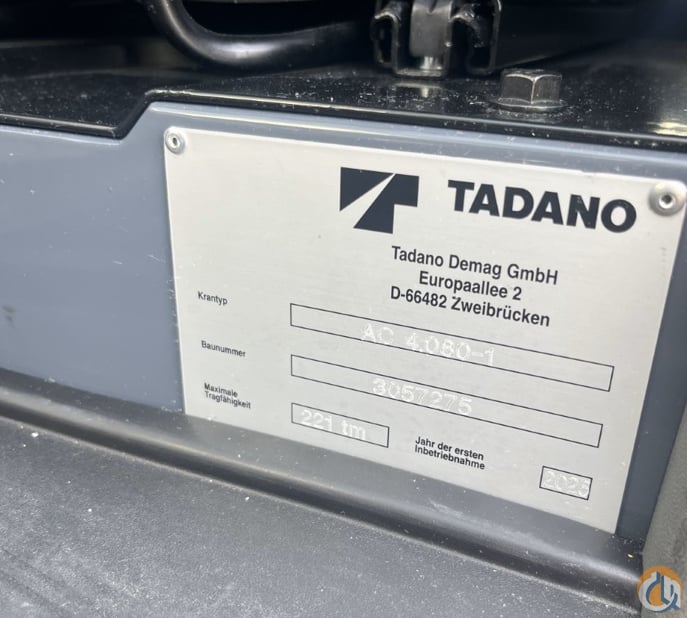 TADANO
Tadano Demag GmbH
Europaallee 2
D-66482 Zweibrücken
Krantyp
AC 4.080-1
Baunummer
3057275
Maximale
Tragfähigkeit
221 tm
Jahr der ersten
Inbetriebnahme